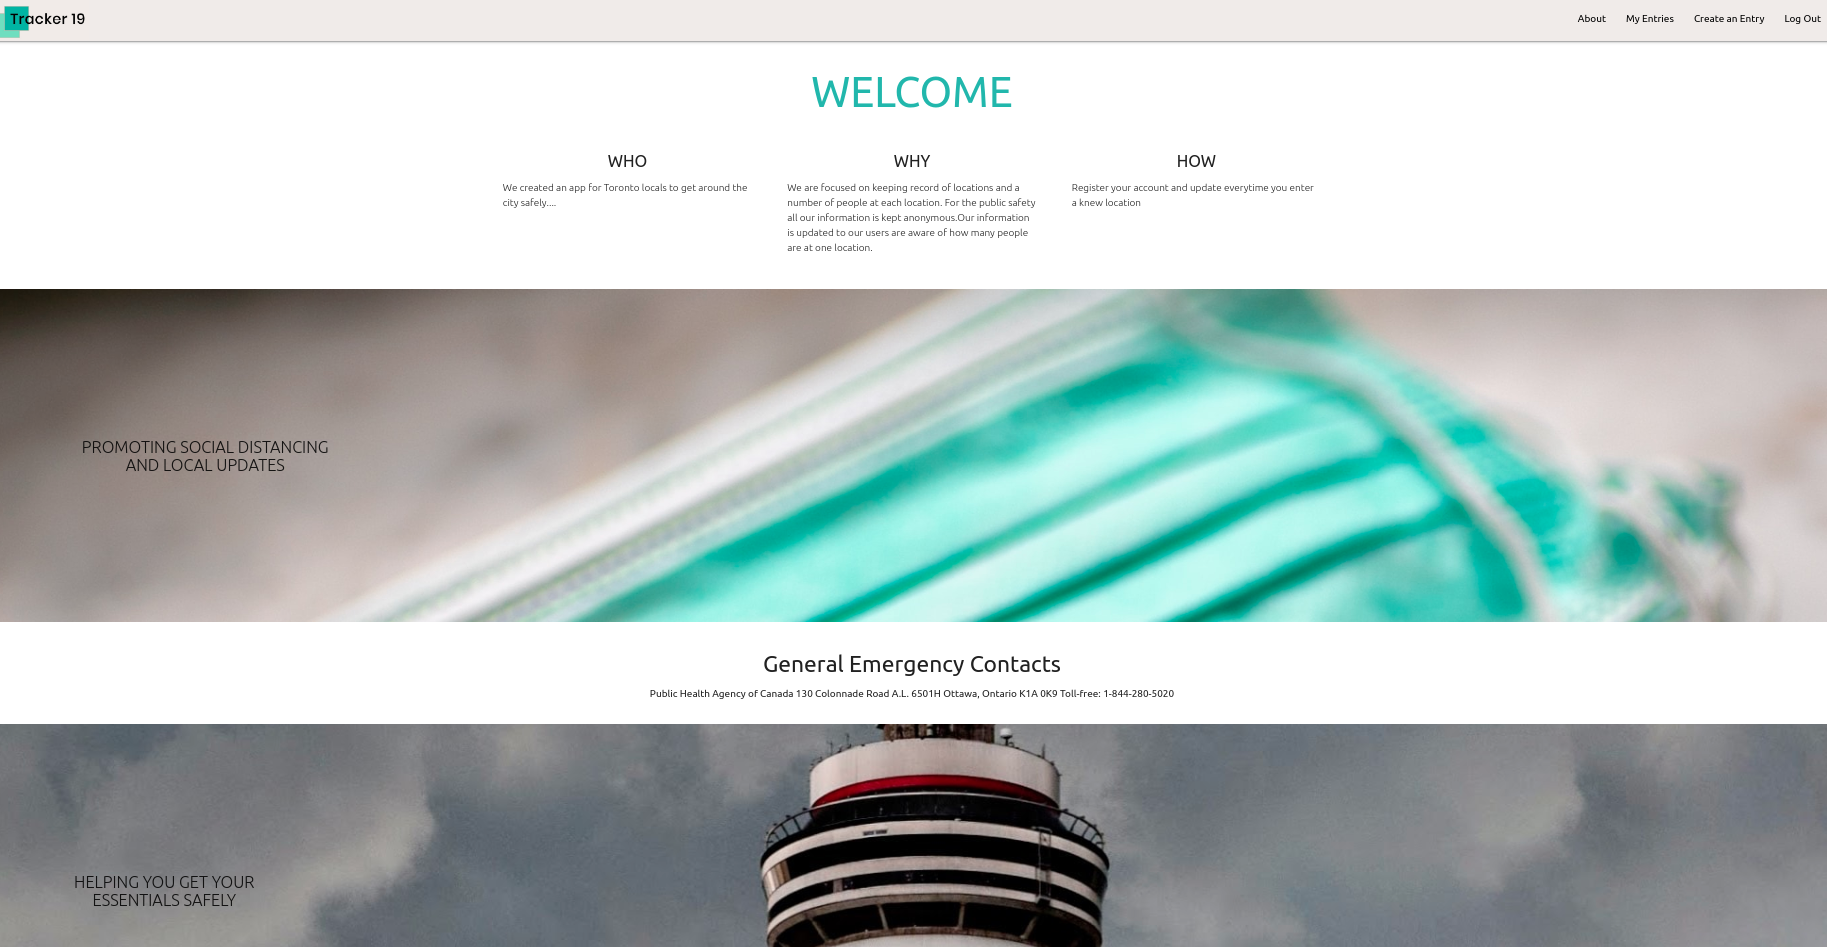 Tracker 19
About
My Entries
Create an Entry
Log Out
WELCOME
WHO
We created an app for Toronto locals to get around the
city safely....
WHY
We are focused on keeping record of locations and a
number of people at each location. For the public safety
all our information is kept anonymous.Our information
is updated to our users are aware of how many people
are at one location.
HOW
Register your account and update everytime you enter
a knew location
PROMOTING SOCIAL DISTANCING
AND LOCAL UPDATES
General Emergency Contacts
Public Health Agency of Canada 130 Colonnade Road A.L. 6501H Ottawa, Ontario K1A 0K9 Toll-free: 1-844-280-5020
HELPING YOU GET YOUR
ESSENTIALS SAFELY